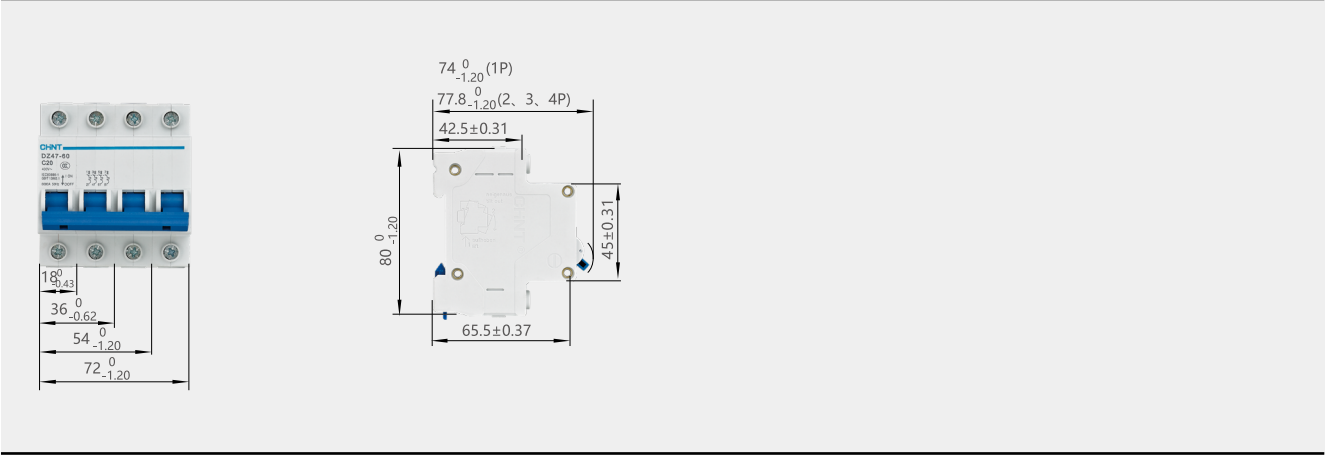 CHNT
DZ47-60
C20
18 0 -0.43
36 0 -0.62
54 0 -1.20
72 0 -1.20
74 0 -1.20 (1P)
77.8 0 -1.20 (2、3、4P)
42.5±0.31
80 0 -1.20
CHNT
45±0.31
65.5±0.37